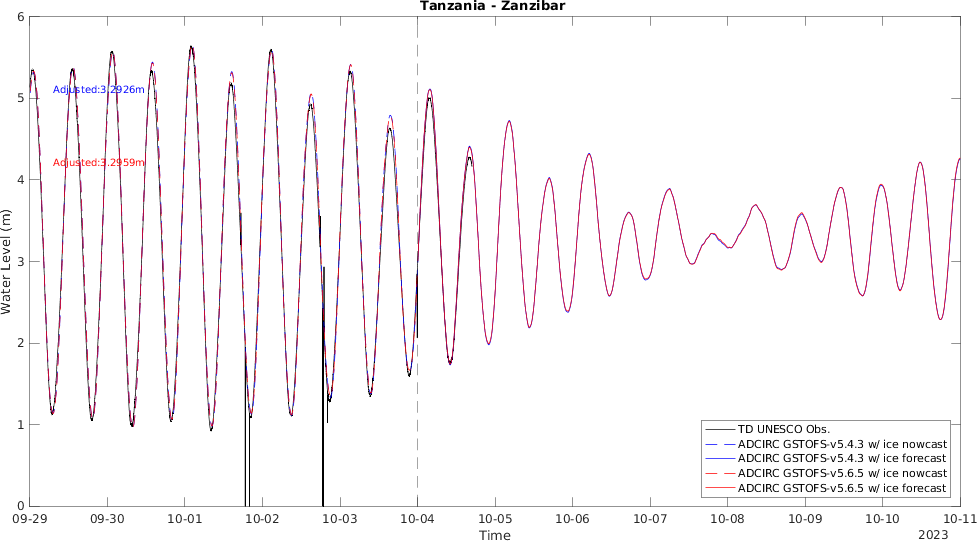 Tanzania - Zanzibar
6
5
4
3
2
1
0
Water Level (m)
Adjusted:3.2926m
Adjusted:3.2959m
TD UNESCO Obs.
ADCIRC GSTOFS-v5.4.3 w/ ice nowcast
ADCIRC GSTOFS-v5.4.3 w/ ice forecast
ADCIRC GSTOFS-v5.6.5 w/ ice nowcast
ADCIRC GSTOFS-v5.6.5 w/ ice forecast
09-29 09-30 10-01 10-02 10-03 10-04 10-05 10-06 10-07 10-08 10-09 10-10 10-11
Time
2023